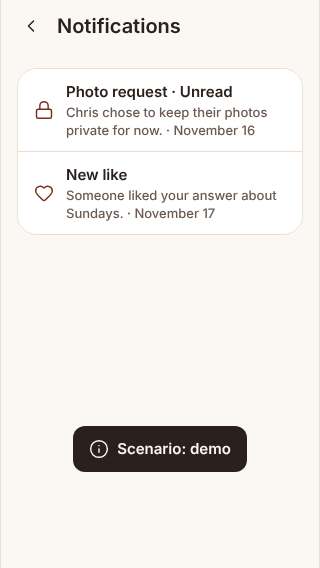 Notifications
Photo request · Unread
Chris chose to keep their photos
private for now. · November 16
New like
Someone liked your answer about
Sundays. · November 17
Scenario: demo